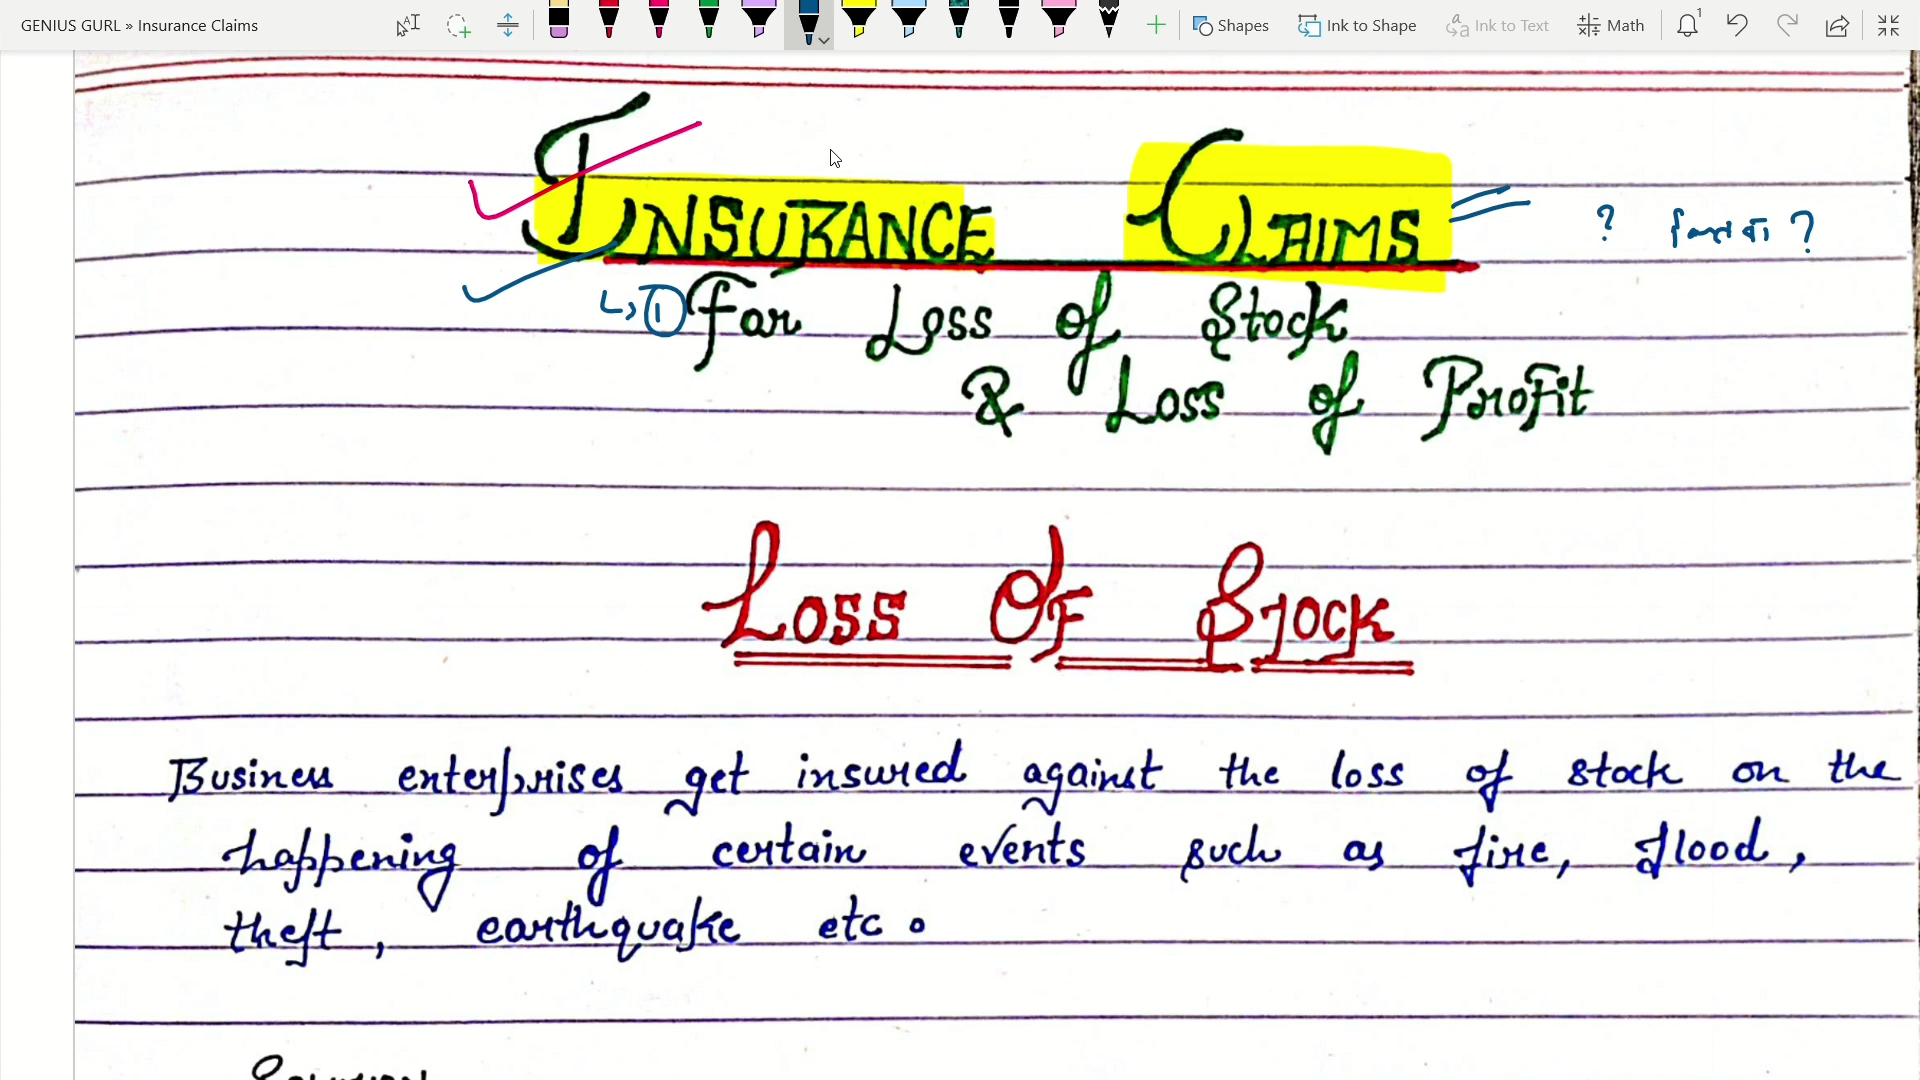 GENIUS GURL » Insurance Claims
Shapes
Ink to Shape
Ink to Text
Math
1
INSURANCE CLAIMS
? ?
↳ ① For Loss of Stock
& Loss of Profit
LOSS OF STOCK
Business enterprises get insured against the loss of stock on the
happening of certain events such as fire, flood,
theft, earthquake etc.